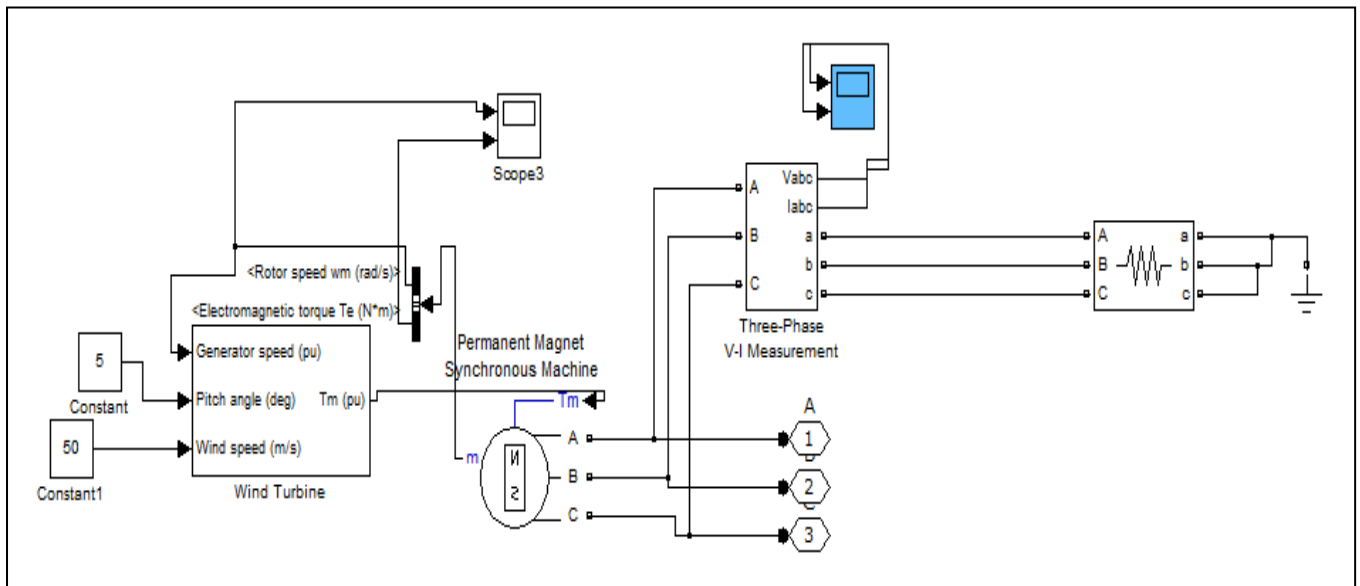 Scope3
<Rotor speed wm (rad/s)>
<Electromagnetic torque Te (N*m)>
5
Constant
50
Constant1
Generator speed (pu)
Pitch angle (deg)
Wind speed (m/s)
Tm (pu)
Wind Turbine
Permanent Magnet
Synchronous Machine
Tm
m
N
S
A
B
C
A
B
C
Vabc
Iabc
a
b
c
Three-Phase
V-I Measurement
A
B
C
a
b
c
A
1
2
3